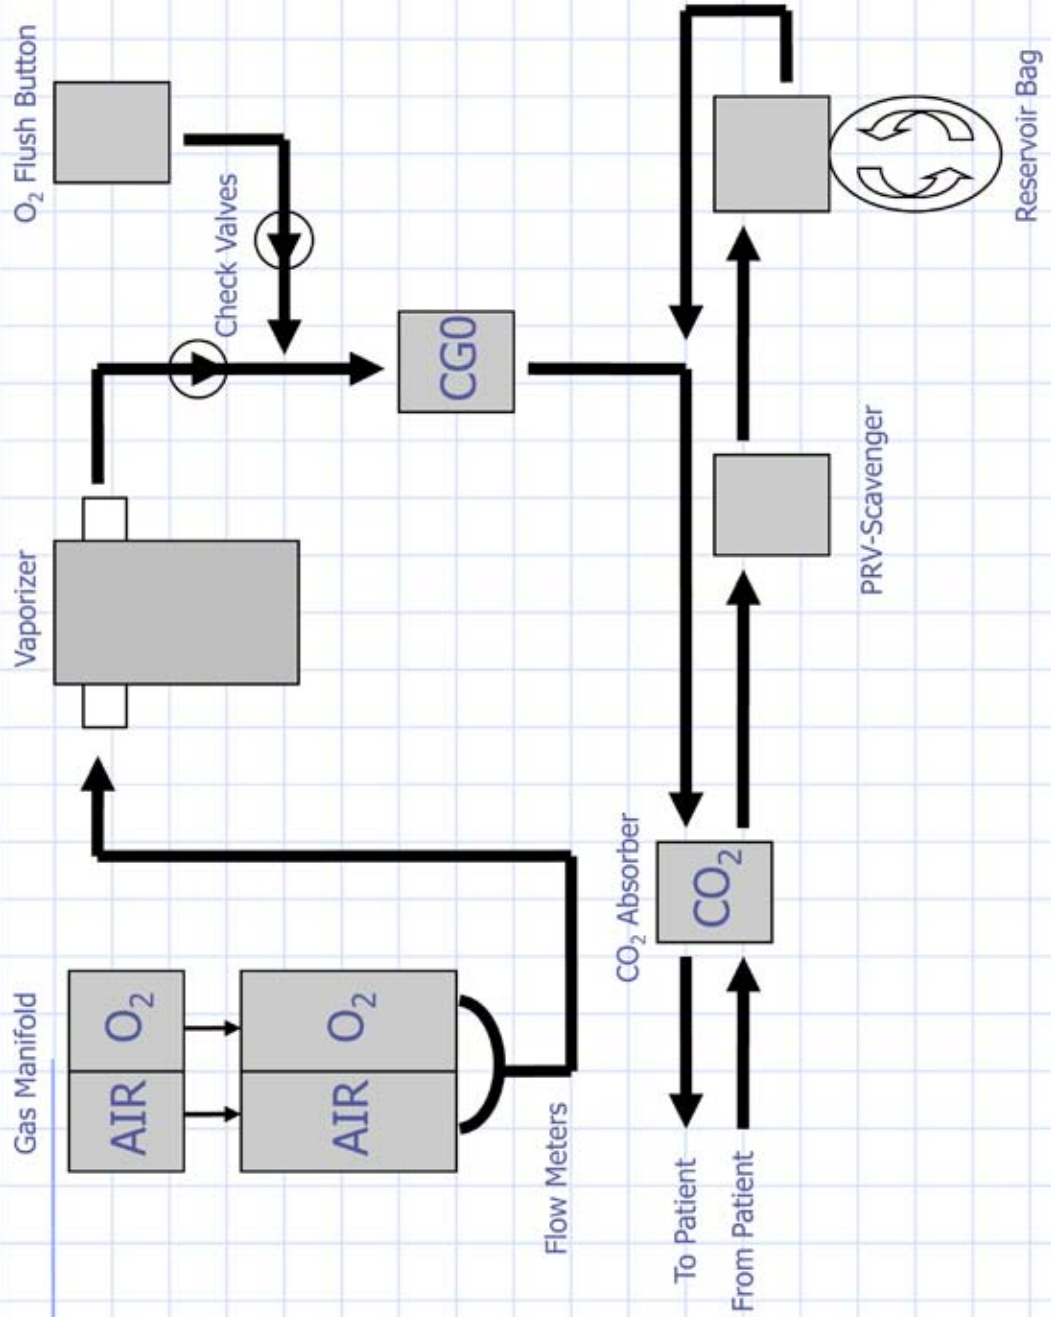 Gas Manifold
AIR
O₂
AIR
O₂
Flow Meters
Vaporizer
O₂ Flush Button
Check Valves
CG0
CO₂ Absorber
CO₂
To Patient
From Patient
PRV-Scavenger
Reservoir Bag